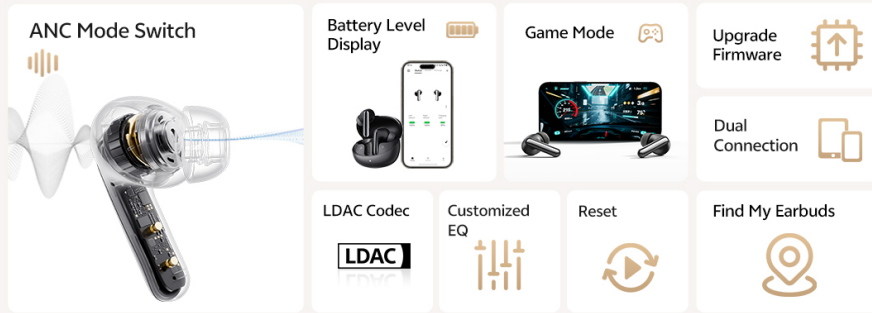 ANC Mode Switch
Battery Level
Display
Game Mode
Upgrade
Firmware
Dual
Connection
LDAC Codec
LDAC
Customized
EQ
Reset
Find My Earbuds